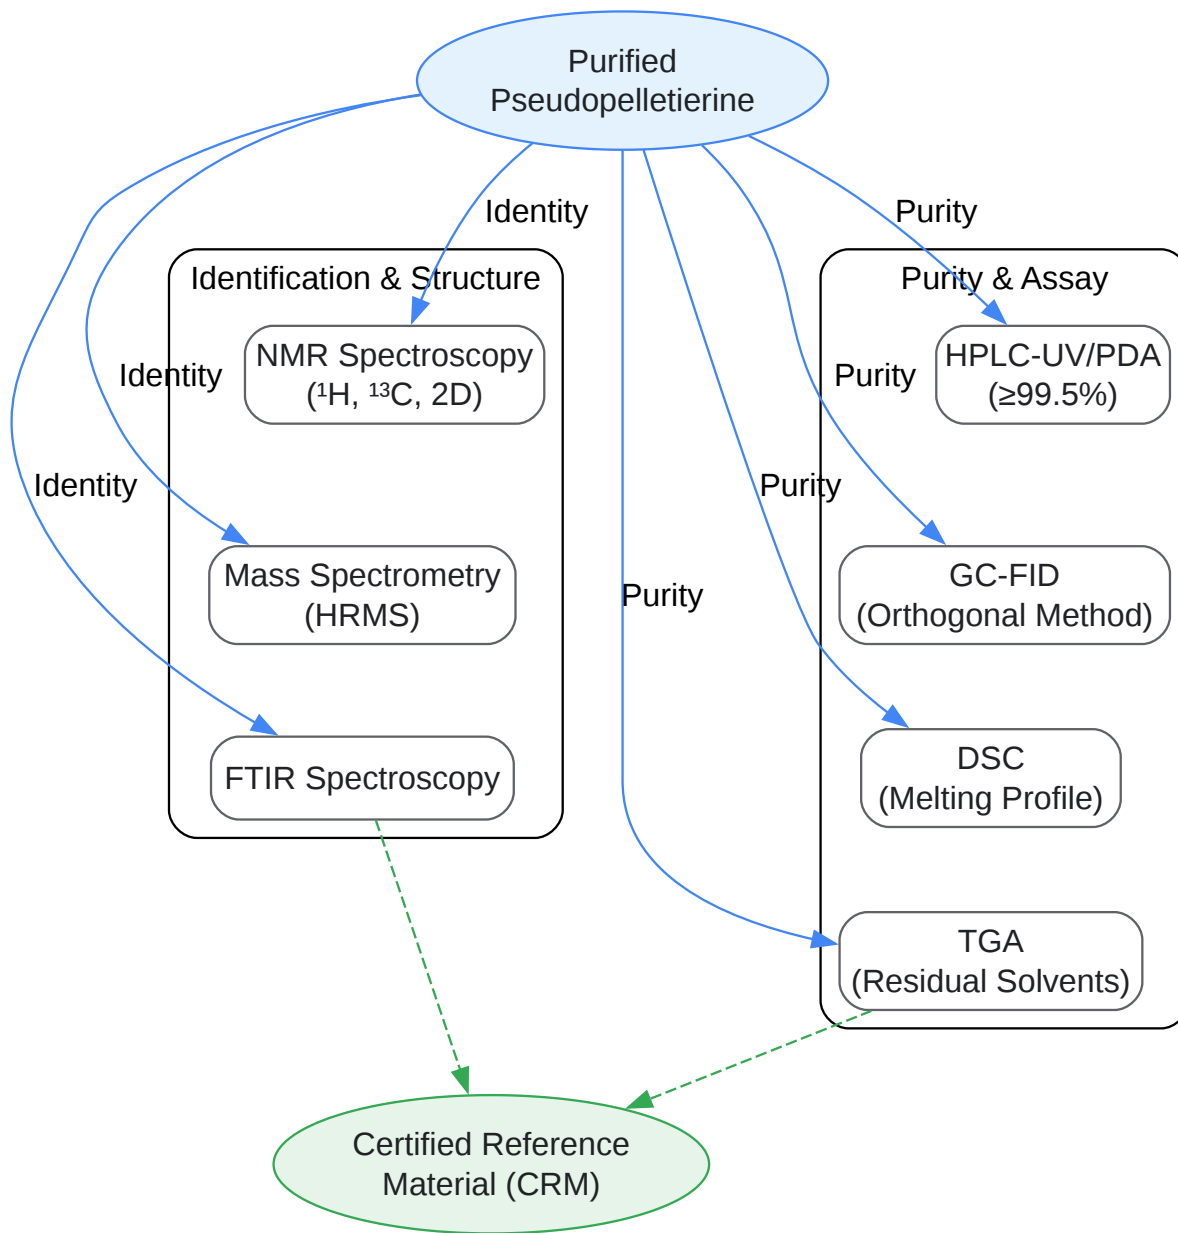 Purified
Pseudopelletierine
Identity
Purity
Identification & Structure
Purity & Assay
NMR Spectroscopy
(¹H, ¹³C, 2D)
HPLC-UV/PDA
(≥99.5%)
Identity
Purity
Identity
Purity
Mass Spectrometry
(HRMS)
GC-FID
(Orthogonal Method)
Purity
FTIR Spectroscopy
DSC
(Melting Profile)
TGA
(Residual Solvents)
Certified Reference
Material (CRM)